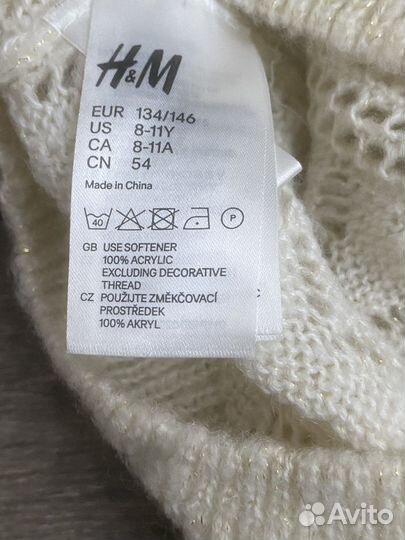 H&M
EUR 134/146
US 8-11Y
CA 8-11A
CN 54
Made in China
40 P
GB USE SOFTENER
100% ACRYLIC
EXCLUDING DECORATIVE
THREAD
CZ POUŽIJTE ZMĚKČOVACÍ
PROSTŘEDEK
100% AKRYL
C
Avito